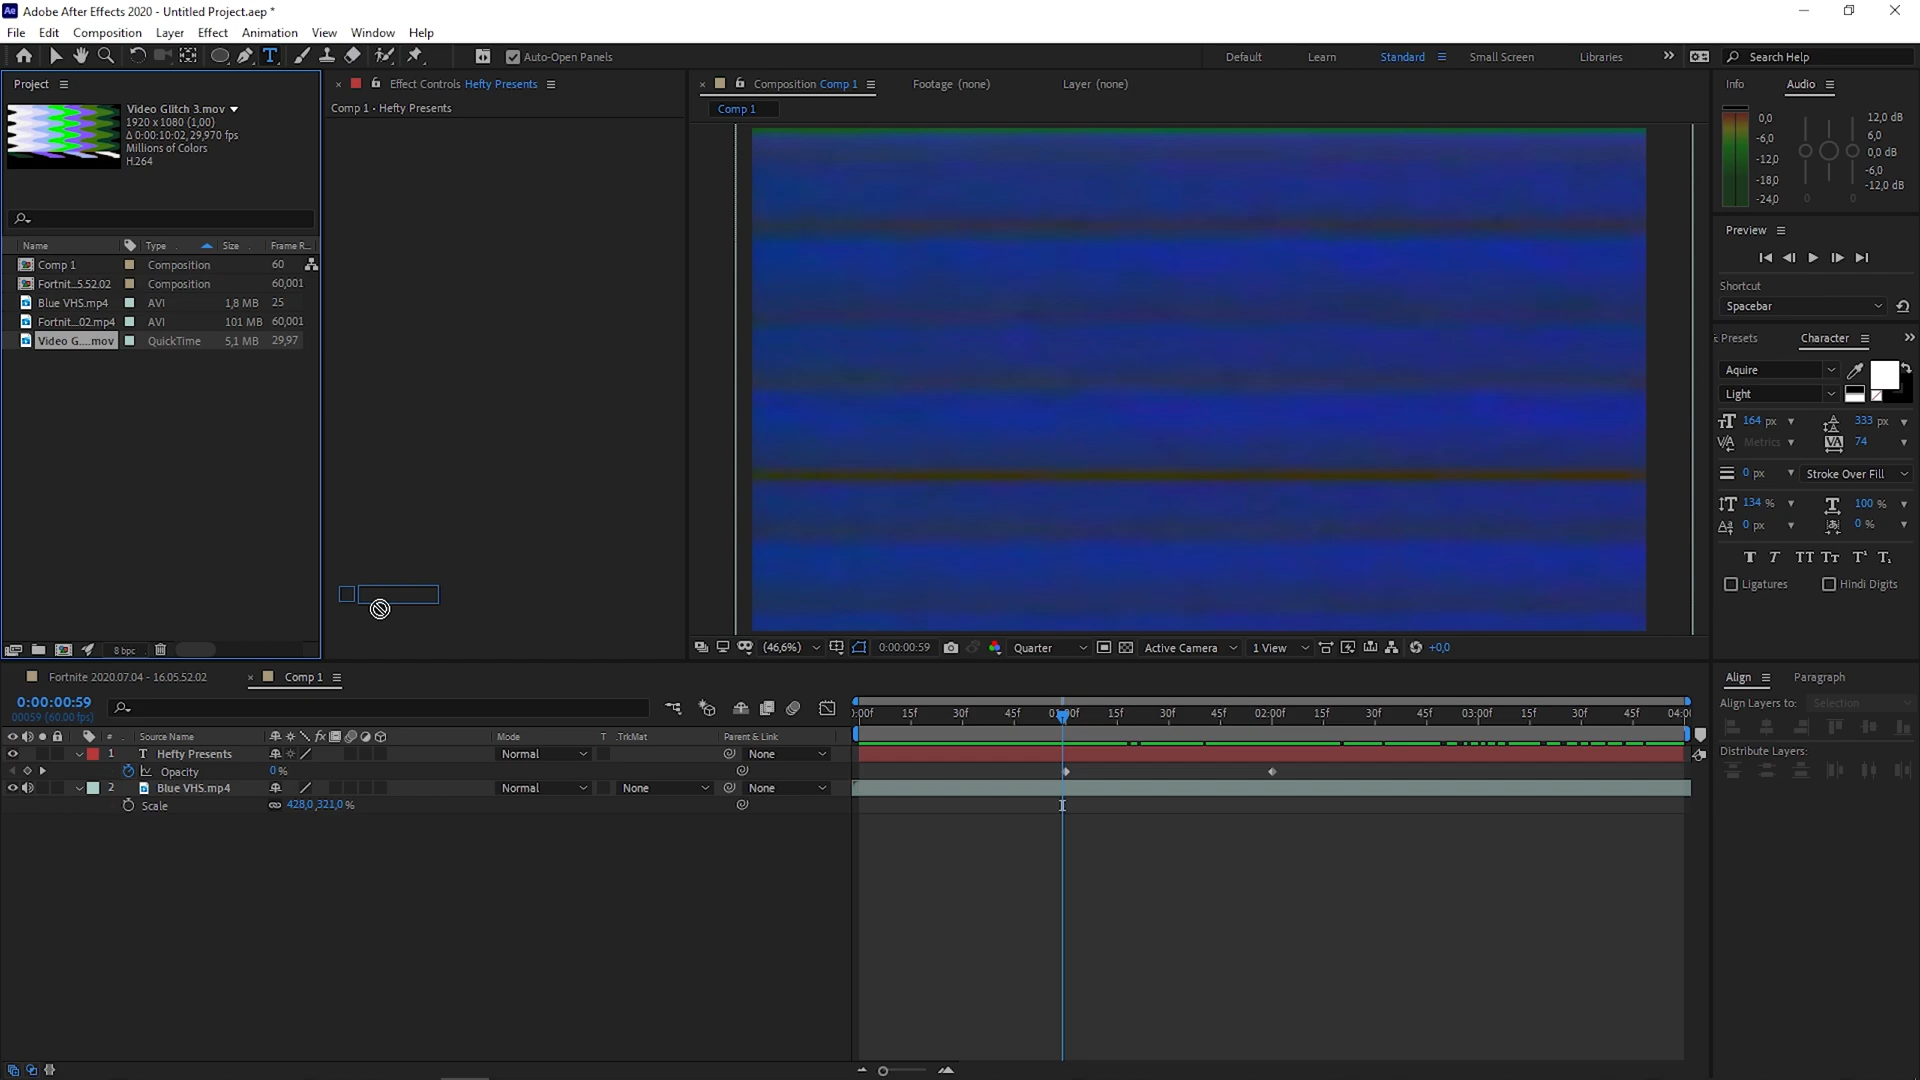 Adobe After Effects 2020 - Untitled Project.aep *
File Edit Composition Layer Effect Animation View Window Help
Auto-Open Panels
Default Learn Standard Small Screen Libraries
Search Help
Project
Effect Controls Hefty Presents
Composition Comp 1
Footage (none)
Layer (none)
Info Audio
Comp 1 • Hefty Presents
Comp 1
Video Glitch 3.mov
1920 x 1080 (1,00)
Δ 0:00:10:02, 29,970 fps
Millions of Colors
H.264
0,0
-6,0
-12,0
-18,0
-24,0
12,0 dB
6,0
0,0 dB
-6,0
-12,0 dB
0 0
Preview
Shortcut
Spacebar
Name Type Size Frame R...
Comp 1 Composition 60
Fortnit...5.52.02 Composition 60,001
Blue VHS.mp4 AVI 1,8 MB 25
Fortnit....02.mp4 AVI 101 MB 60,001
Video G....mov QuickTime 5,1 MB 29,97
Presets Character
Aquire
Light
164 px 333 px
Metrics 74
0 px Stroke Over Fill
134 % 100 %
0 px 0 %
T T TT Tt T¹ T₁
Ligatures Hindi Digits
8 bpc
(46,6%) 0:00:00:59 Quarter Active Camera 1 View +0,0
Fortnite 2020.07.04 - 16.05.52.02
Comp 1
Align Paragraph
Align Layers to: Selection
Distribute Layers:
0:00:00:59
00059 (60.00 fps)
:00f 15f 30f 45f 01:00f 15f 30f 45f 02:00f 15f 30f 45f 03:00f 15f 30f 45f 04:0
# Source Name Mode T .TrkMat Parent & Link
1 T Hefty Presents Normal None
Opacity 0%
2 Blue VHS.mp4 Normal None None
Scale 428,0,321,0%